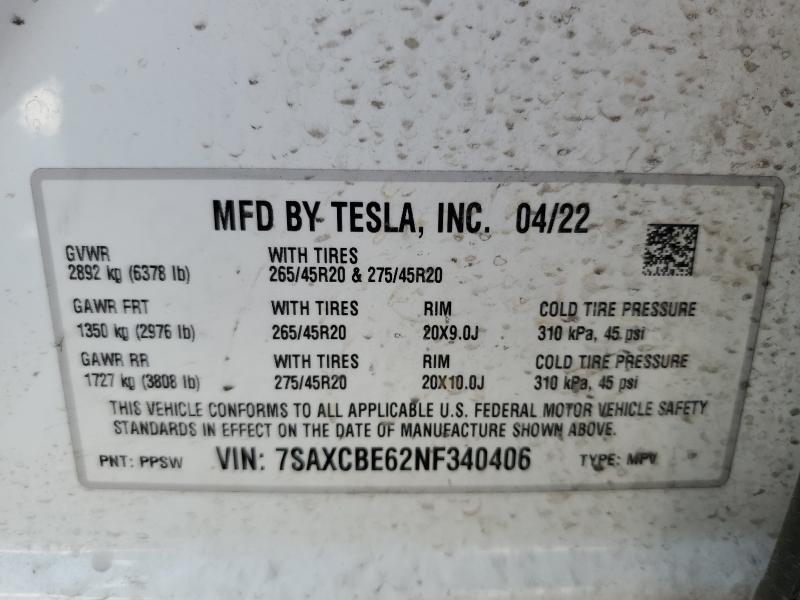 MFD BY TESLA, INC. 04/22
GVWR WITH TIRES
2892 kg (6378 lb) 265/45R20 & 275/45R20
GAWR FRT WITH TIRES RIM COLD TIRE PRESSURE
1350 kg (2976 lb) 265/45R20 20X9.0J 310 kPa, 45 psi
GAWR RR WITH TIRES RIM COLD TIRE PRESSURE
1727 kg (3808 lb) 275/45R20 20X10.0J 310 kPa, 45 psi
THIS VEHICLE CONFORMS TO ALL APPLICABLE U.S. FEDERAL MOTOR VEHICLE SAFETY
STANDARDS IN EFFECT ON THE DATE OF MANUFACTURE SHOWN ABOVE.
PNT: PPSW VIN: 7SAXCBE62NF340406 TYPE: MPV